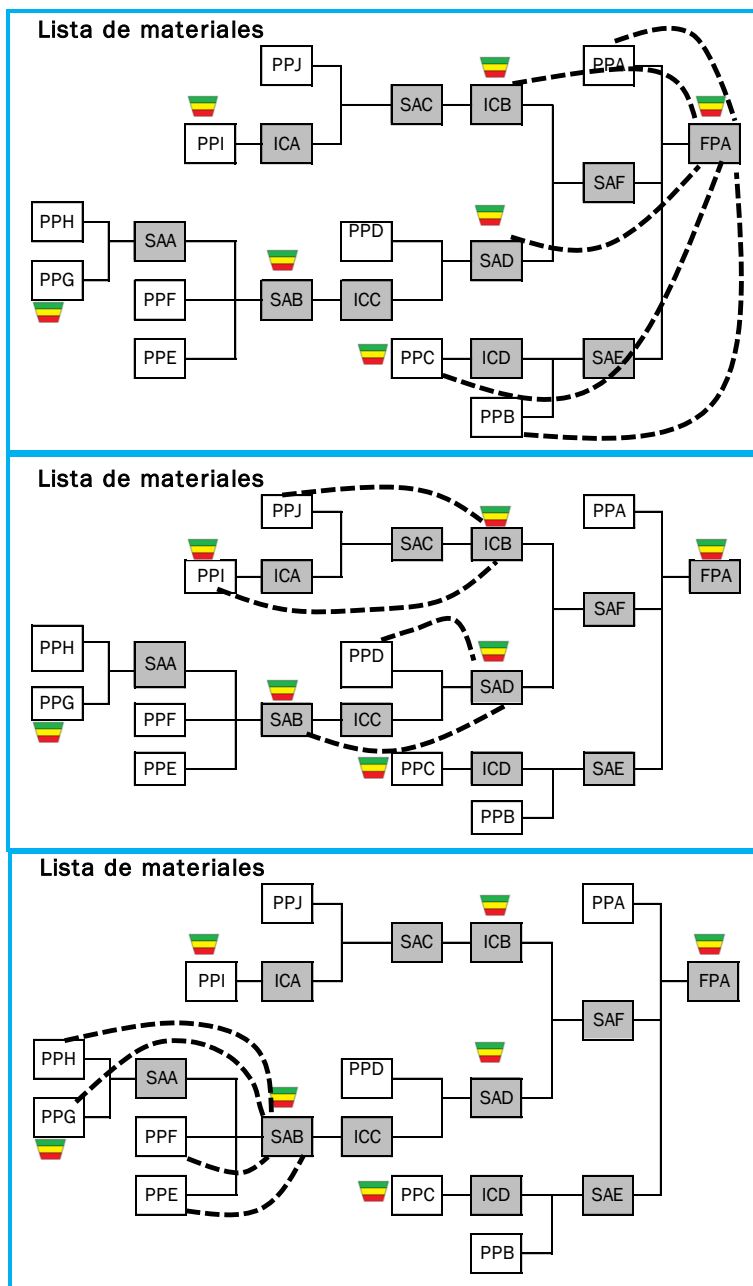 Lista de materiales
PPJ
PPA
SAC
ICB
PPI
ICA
FPA
SAF
PPH
SAA
PPD
SAD
PPG
PPF
SAB
ICC
PPE
PPC
ICD
SAE
PPB
Lista de materiales
PPJ
PPA
SAC
ICB
PPI
ICA
FPA
SAF
PPH
SAA
PPD
SAD
PPG
PPF
SAB
ICC
PPE
PPC
ICD
SAE
PPB
Lista de materiales
PPJ
PPA
SAC
ICB
PPI
ICA
FPA
SAF
PPH
SAA
PPD
SAD
PPG
PPF
SAB
ICC
PPE
PPC
ICD
SAE
PPB